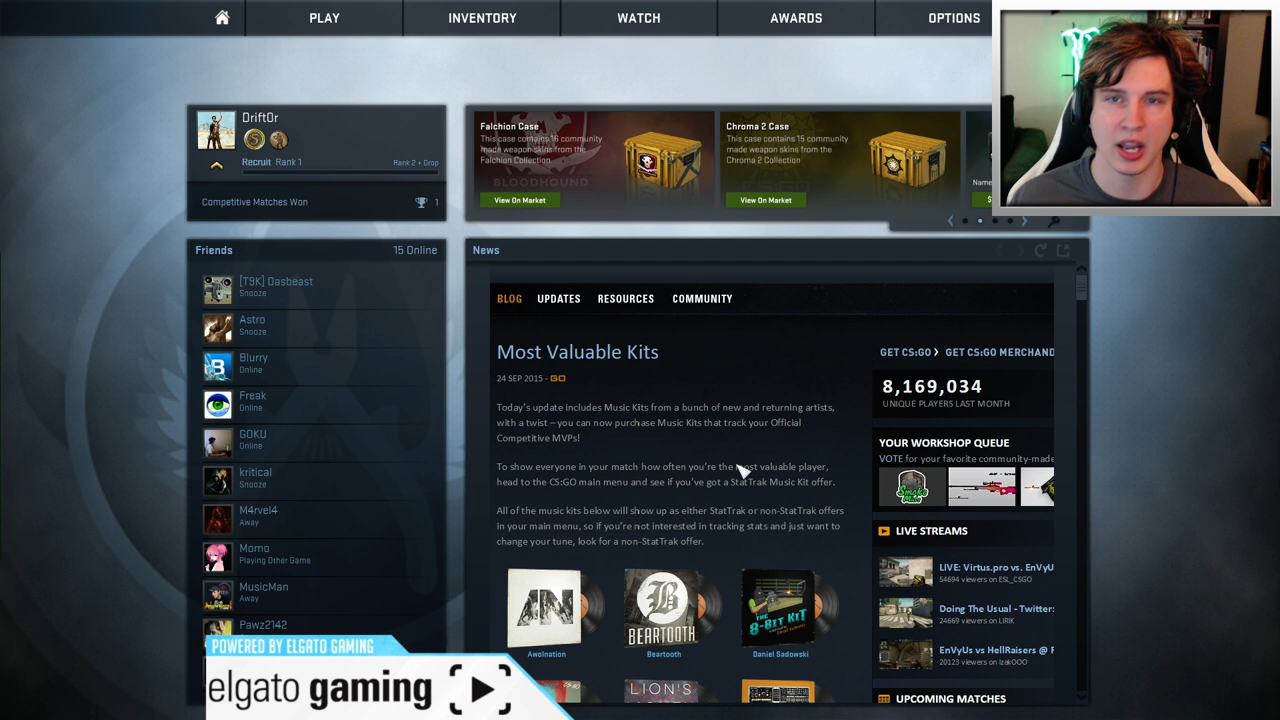 PLAY
INVENTORY
WATCH
AWARDS
OPTIONS
Drift0r
Recruit Rank 1
Rank 2 + Drop
Competitive Matches Won
1
Falchion Case
This case contains 15 community
made weapon skins from the
Falchion Collection
BLOODHOUND
View On Market
Chroma 2 Case
This case contains 15 community
made weapon skins from the
Chroma 2 Collection
View On Market
Name
$
Friends
15 Online
[T9K] Dasbeast
Snooze
Astro
Snooze
Blurry
Online
Freak
Online
GOKU
Online
kritical
Snooze
M4rvel4
Away
Momo
Playing Other Game
MusicMan
Away
Pawz2142
News
BLOG
UPDATES
RESOURCES
COMMUNITY
Most Valuable Kits
24 SEP 2015 - GO
Today's update includes Music Kits from a bunch of new and returning artists,
with a twist – you can now purchase Music Kits that track your Official
Competitive MVPs!
To show everyone in your match how often you're the most valuable player,
head to the CS:GO main menu and see if you've got a StatTrak Music Kit offer.
All of the music kits below will show up as either StatTrak or non-StatTrak offers
in your main menu, so if you're not interested in tracking stats and just want to
change your tune, look for a non-StatTrak offer.
AN
Awolnation
B
BEARTOOTH
Beartooth
THE
8-BIT KIT
Daniel Sadowski
LION'S
GET CS:GO
GET CS:GO MERCHAND
8,169,034
UNIQUE PLAYERS LAST MONTH
YOUR WORKSHOP QUEUE
VOTE for your favorite community-made
LIVE STREAMS
LIVE: Virtus.pro vs. EnVyU
54694 viewers on ESL_CSGO
Doing The Usual - Twitter:
24669 viewers on LIRIK
EnVyUs vs HellRaisers @ F
20123 viewers on IzakOOO
UPCOMING MATCHES
POWERED BY ELGATO GAMING
elgato gaming